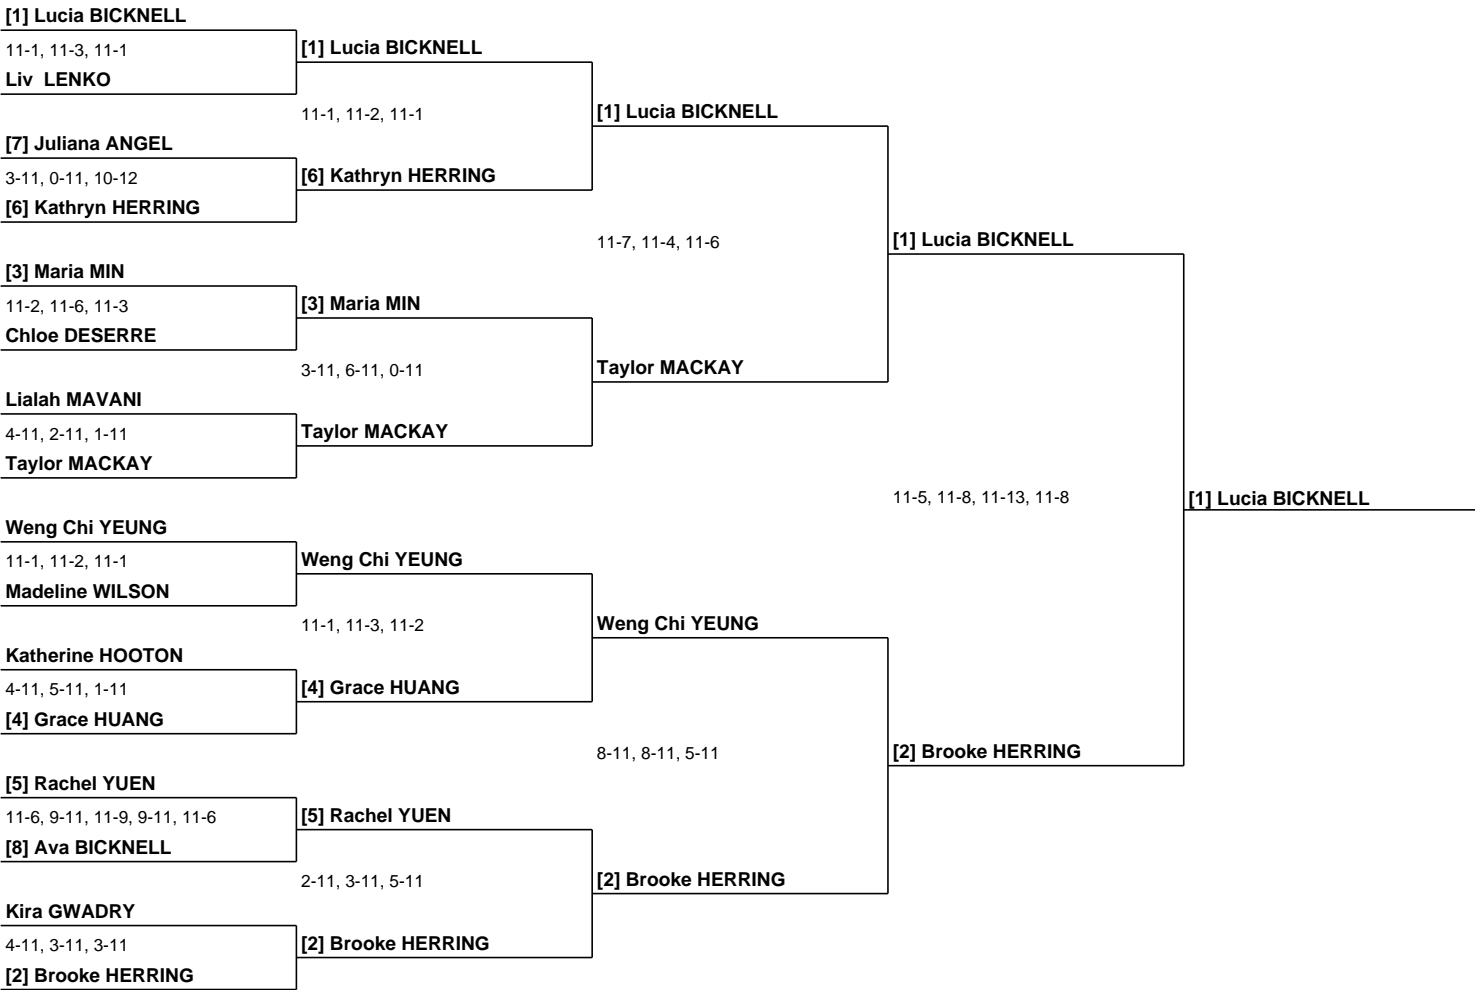 [1] Lucia BICKNELL
11-1, 11-3, 11-1
Liv  LENKO
[7] Juliana ANGEL
3-11, 0-11, 10-12
[6] Kathryn HERRING
[3] Maria MIN
11-2, 11-6, 11-3
Chloe DESERRE
Lialah MAVANI
4-11, 2-11, 1-11
Taylor MACKAY
Weng Chi YEUNG
11-1, 11-2, 11-1
Madeline WILSON
Katherine HOOTON
4-11, 5-11, 1-11
[4] Grace HUANG
[5] Rachel YUEN
11-6, 9-11, 11-9, 9-11, 11-6
[8] Ava BICKNELL
Kira GWADRY
4-11, 3-11, 3-11
[2] Brooke HERRING
[1] Lucia BICKNELL
11-1, 11-2, 11-1
[6] Kathryn HERRING
[3] Maria MIN
3-11, 6-11, 0-11
Taylor MACKAY
Weng Chi YEUNG
11-1, 11-3, 11-2
[4] Grace HUANG
[5] Rachel YUEN
2-11, 3-11, 5-11
[2] Brooke HERRING
[1] Lucia BICKNELL
11-7, 11-4, 11-6
Taylor MACKAY
Weng Chi YEUNG
8-11, 8-11, 5-11
[2] Brooke HERRING
[1] Lucia BICKNELL
11-5, 11-8, 11-13, 11-8
[2] Brooke HERRING
[1] Lucia BICKNELL